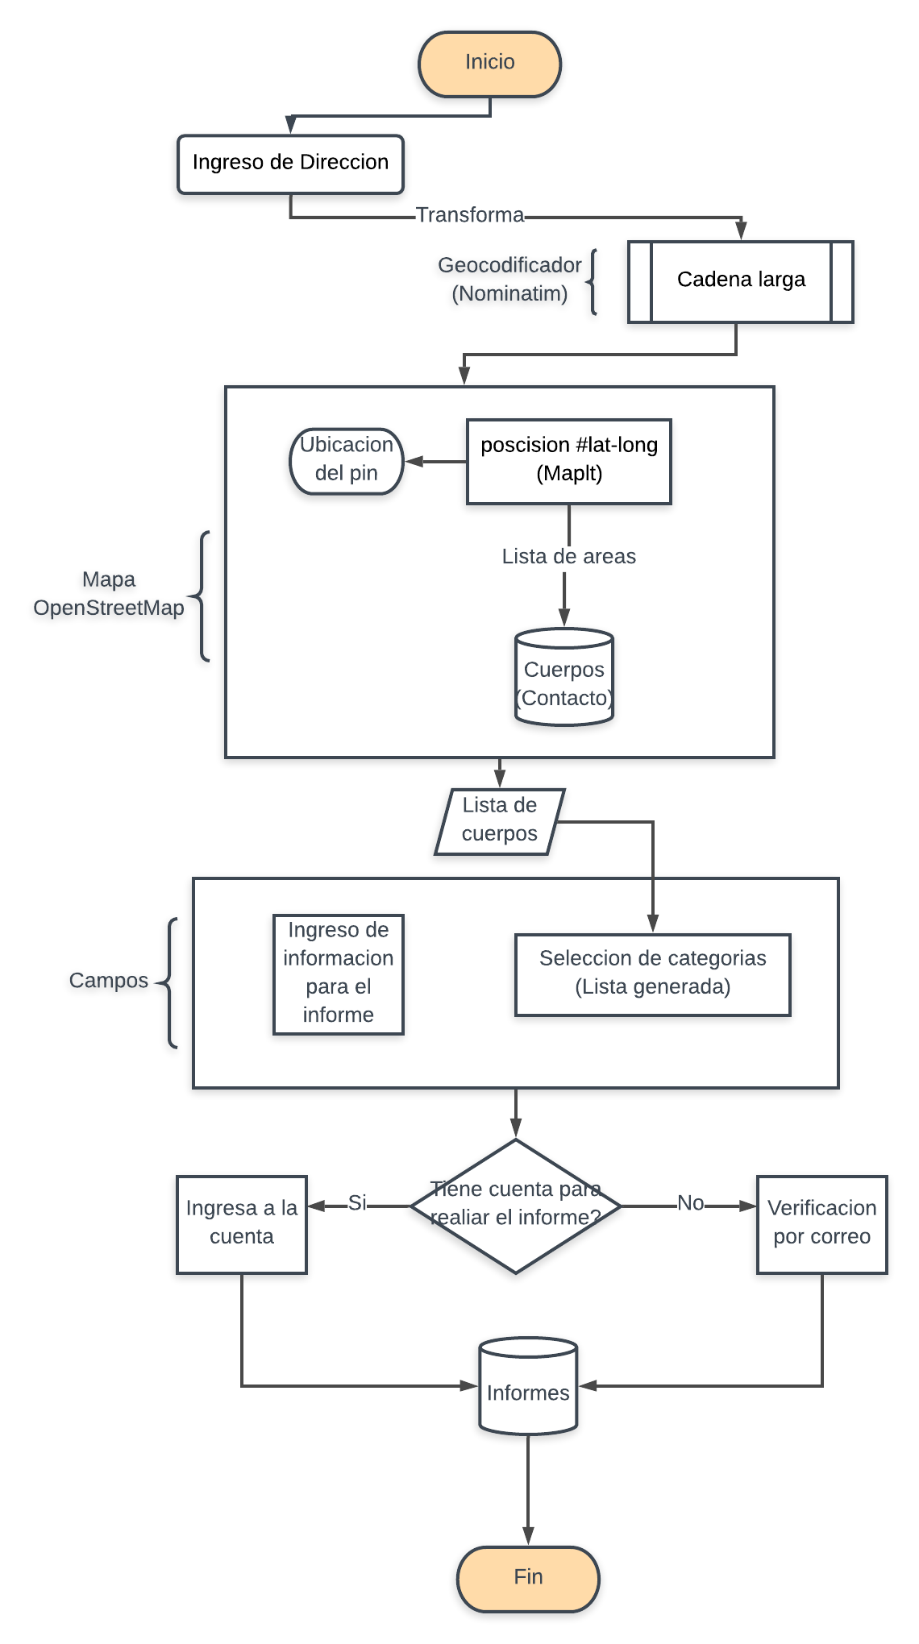 Inicio
Ingreso de Direccion
Transforma
Geocodificador
(Nominatim)
Cadena larga
Ubicacion
del pin
poscision #lat-long
(MapIt)
Lista de areas
Mapa
OpenStreetMap
Cuerpos
(Contacto)
Lista de
cuerpos
Campos
Ingreso de
informacion
para el
informe
Seleccion de categorias
(Lista generada)
Tiene cuenta para
realiar el informe?
Si
No
Ingresa a la
cuenta
Verificacion
por correo
Informes
Fin